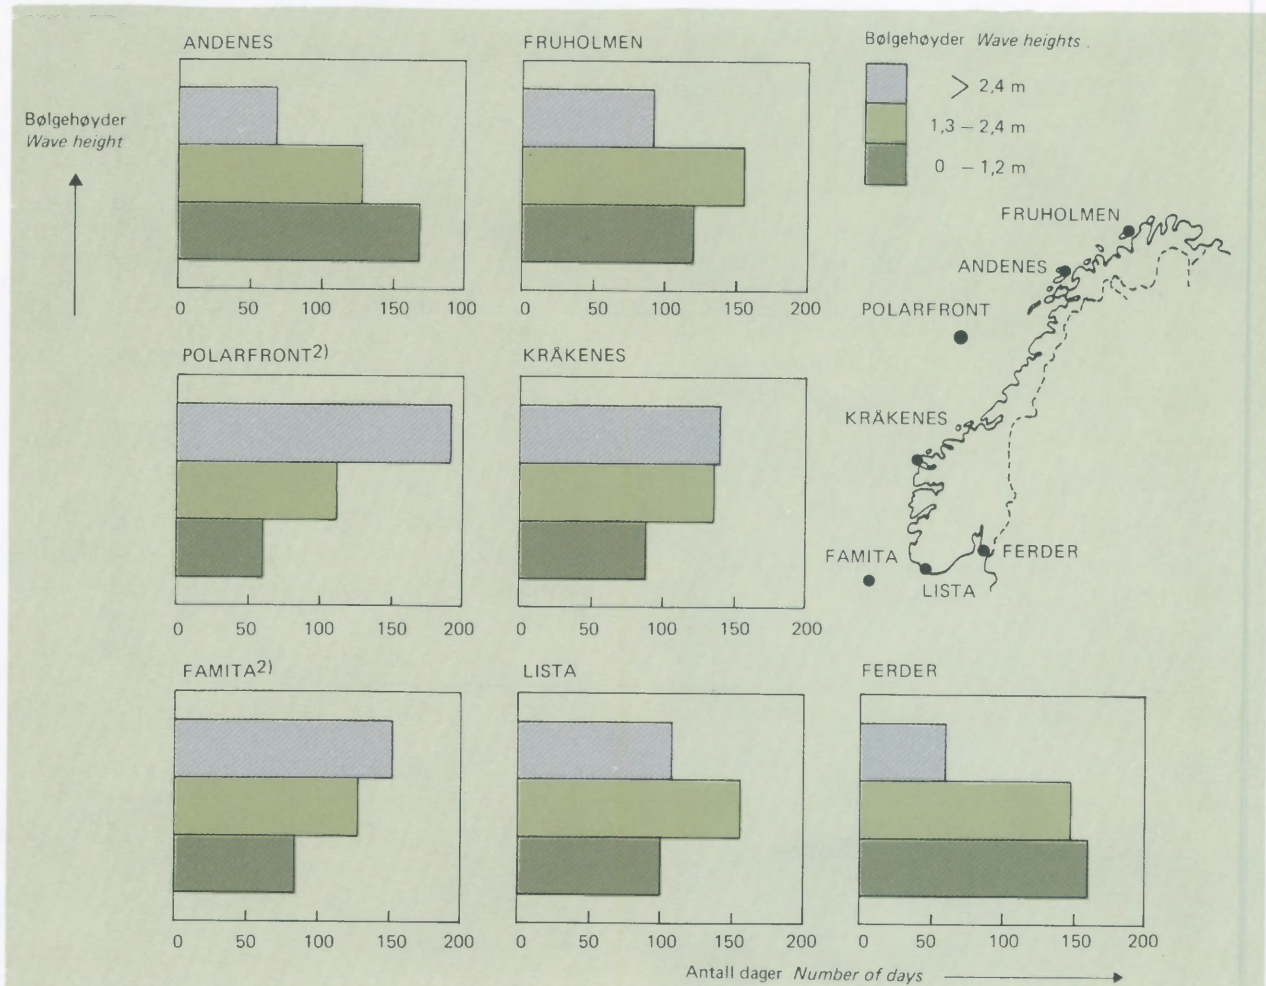 ANDENES
0 50 100 150 100
Bølgehøyder
Wave height
FRUHOLMEN
0 50 100 150 200
Bølgehøyder Wave heights
> 2,4 m
1,3 – 2,4 m
0 – 1,2 m
FRUHOLMEN
ANDENES
POLARFRONT
KRÅKENES
FAMITA
FERDER
LISTA
POLARFRONT2)
0 50 100 150 200
KRÅKENES
0 50 100 150 200
FAMITA2)
0 50 100 150 200
LISTA
0 50 100 150 200
FERDER
0 50 100 150 200
Antall dager Number of days